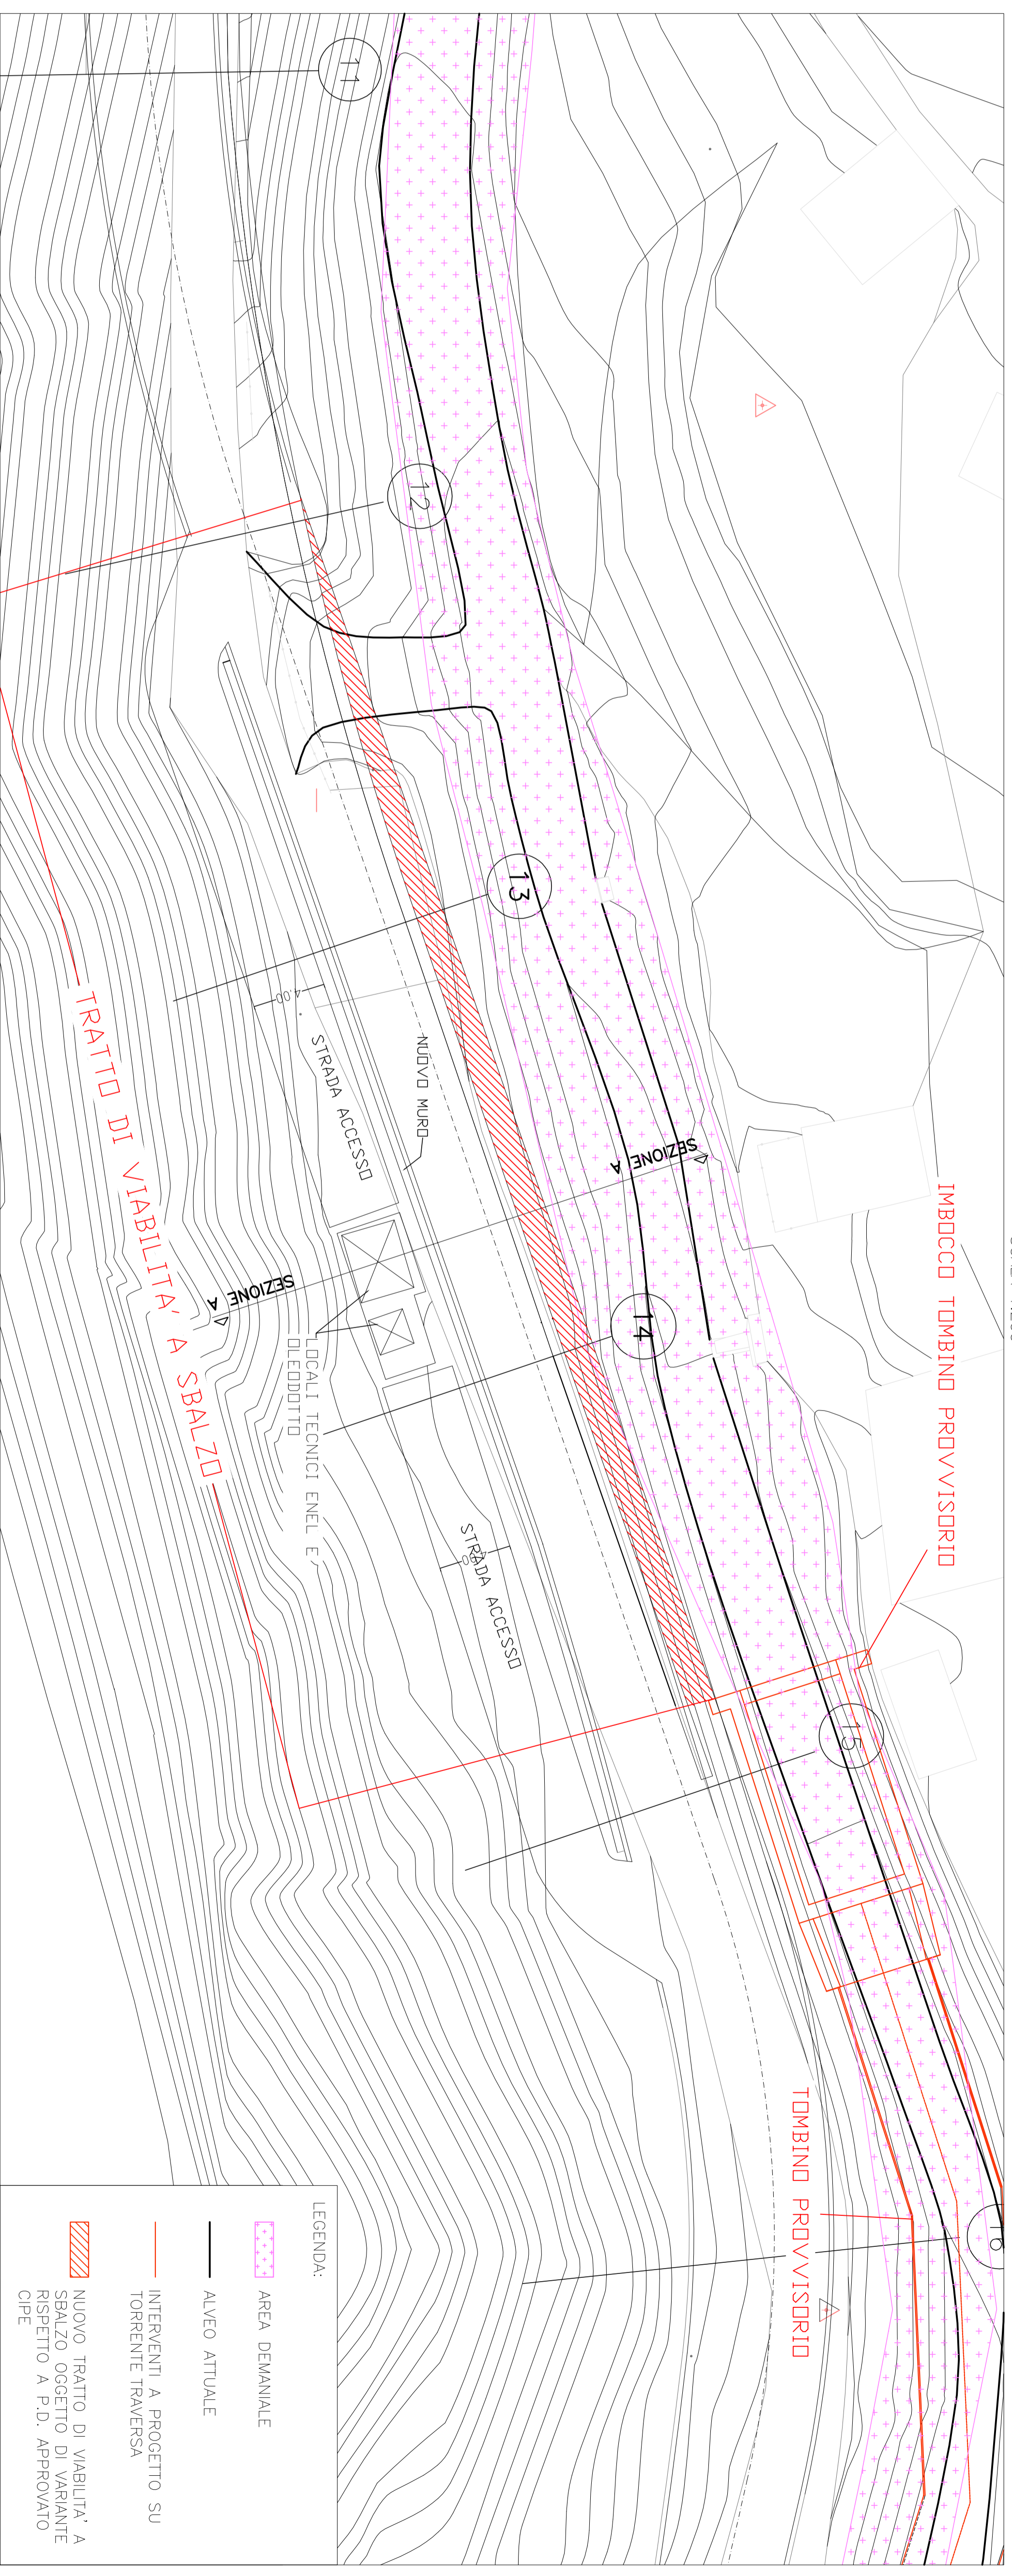 11
12
13
14
15
16
4.00
STRADA ACCESSO
NUOVO MURO
SEZIONE A
SEZIONE A
LOCALI TECNICI ENEL E
OLEODOTTO
STRADA ACCESSO
TRATTO DI VIABILITA' A SBALZO
IMBOCCO TOMBINO PROVVISORIO
TOMBINO PROVVISORIO
LEGENDA:
AREA DEMANIALE
ALVEO ATTUALE
INTERVENTI A PROGETTO SU
TORRENTE TRAVERSA
NUOVO TRATTO DI VIABILITA' A
SBALZO OGGETTO DI VARIANTE
RISPETTO A P.D. APPROVATO
CIPE